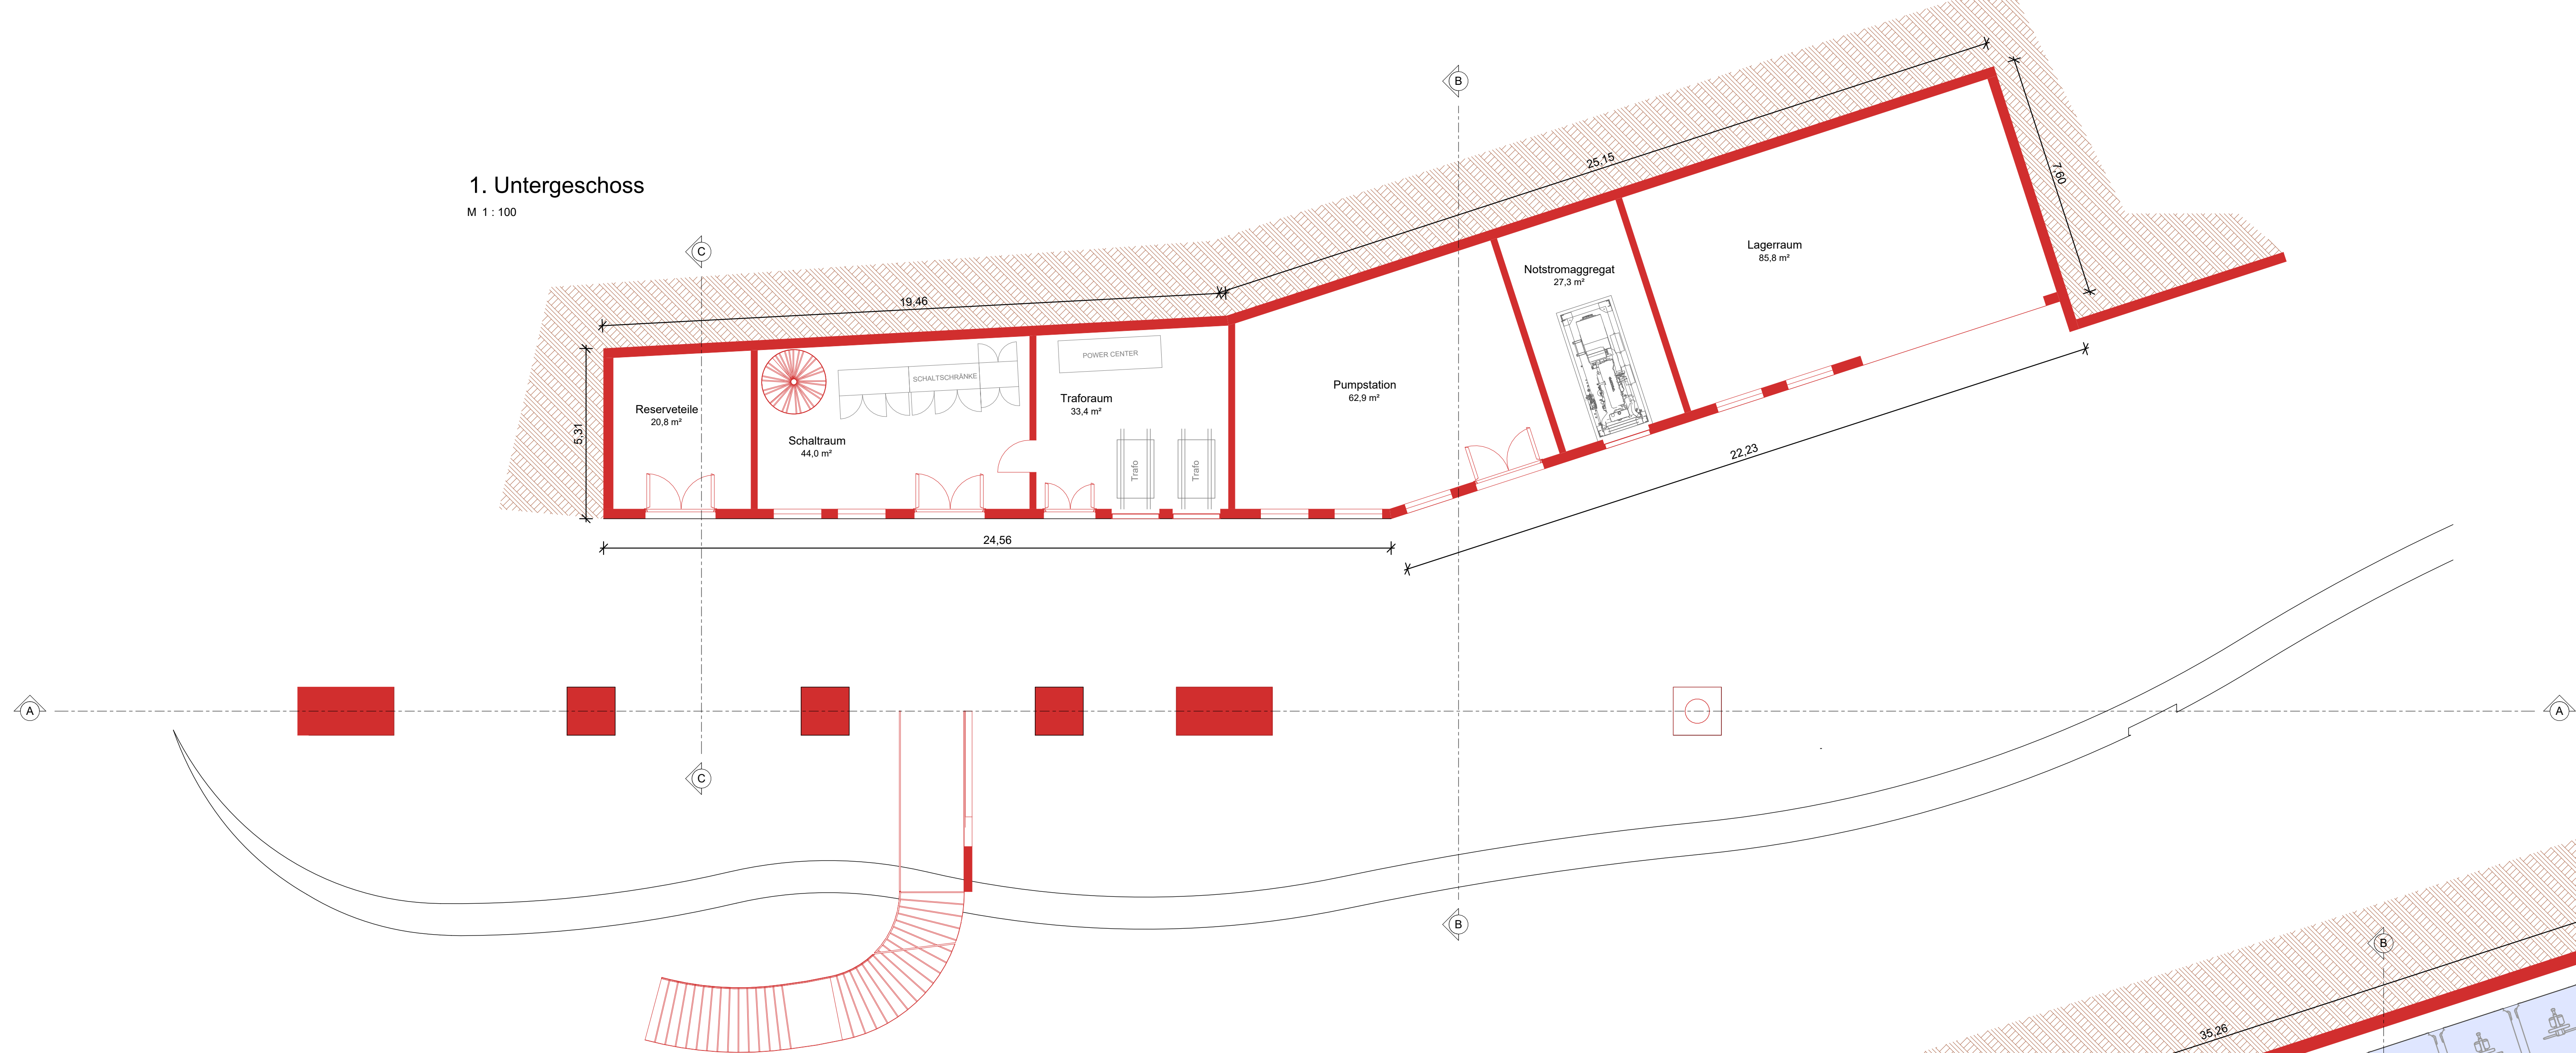 1. Untergeschoss
M 1 : 100
B
25,15
7,60
C
19,46
Lagerraum
85,8 m²
Notstromaggregat
27,3 m²
POWER CENTER
SCHALTSCHRÄNKE
Pumpstation
62,9 m²
Traforaum
33,4 m²
Reserveteile
20,8 m²
5,31
Schaltraum
44,0 m²
Trafo
Trafo
22,23
24,56
A
A
C
B
B
35,26